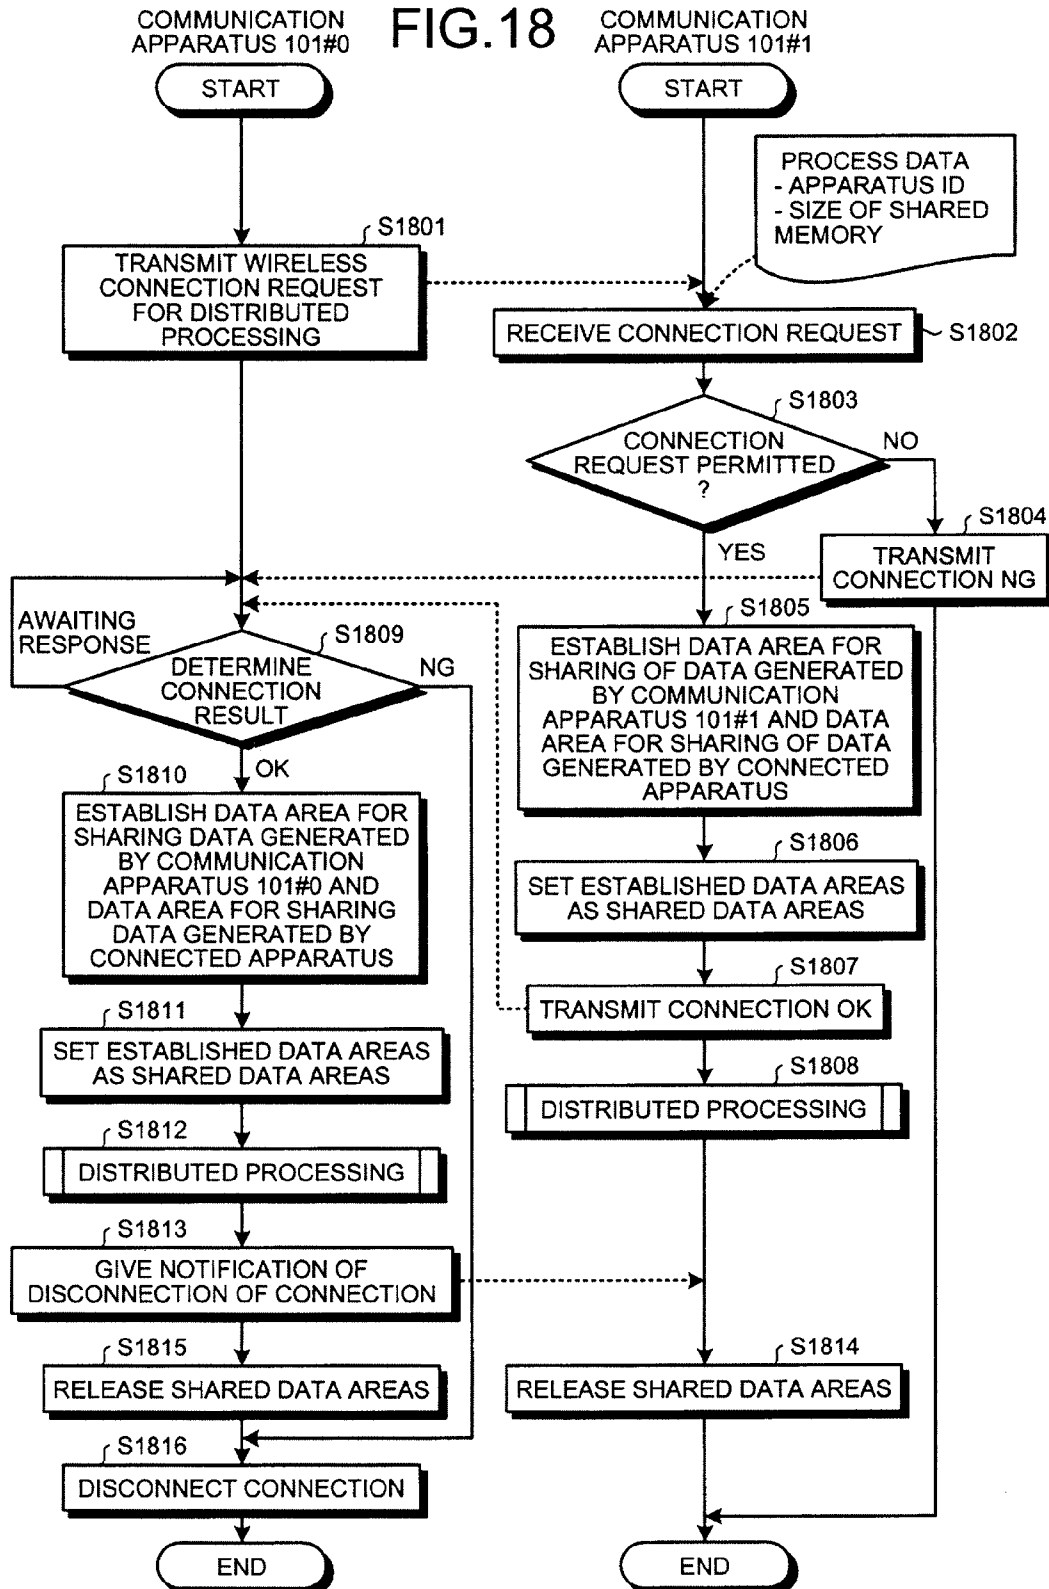 FIG.18
COMMUNICATION
APPARATUS 101#0
START
S1801
TRANSMIT WIRELESS
CONNECTION REQUEST
FOR DISTRIBUTED
PROCESSING
AWAITING
RESPONSE
S1809
DETERMINE
CONNECTION
RESULT
NG
OK
S1810
ESTABLISH DATA AREA FOR
SHARING DATA GENERATED
BY COMMUNICATION
APPARATUS 101#0 AND
DATA AREA FOR SHARING
DATA GENERATED BY
CONNECTED APPARATUS
S1811
SET ESTABLISHED DATA AREAS
AS SHARED DATA AREAS
S1812
DISTRIBUTED PROCESSING
S1813
GIVE NOTIFICATION OF
DISCONNECTION OF CONNECTION
S1815
RELEASE SHARED DATA AREAS
S1816
DISCONNECT CONNECTION
END
COMMUNICATION
APPARATUS 101#1
START
PROCESS DATA
- APPARATUS ID
- SIZE OF SHARED
MEMORY
RECEIVE CONNECTION REQUEST
S1802
S1803
CONNECTION
REQUEST PERMITTED
?
NO
YES
S1804
TRANSMIT
CONNECTION NG
S1805
ESTABLISH DATA AREA FOR
SHARING OF DATA GENERATED
BY COMMUNICATION
APPARATUS 101#1 AND DATA
AREA FOR SHARING OF DATA
GENERATED BY CONNECTED
APPARATUS
S1806
SET ESTABLISHED DATA AREAS
AS SHARED DATA AREAS
S1807
TRANSMIT CONNECTION OK
S1808
DISTRIBUTED PROCESSING
S1814
RELEASE SHARED DATA AREAS
END